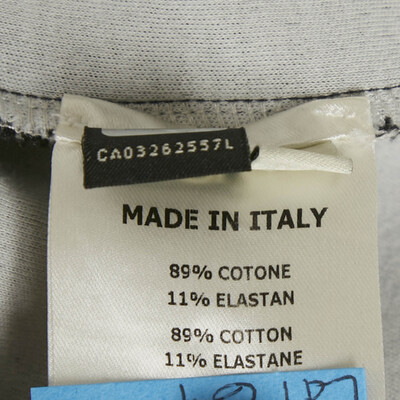 CA03262557L
MADE IN ITALY
89% COTONE
11% ELASTAN
89% COTTON
11% ELASTANE